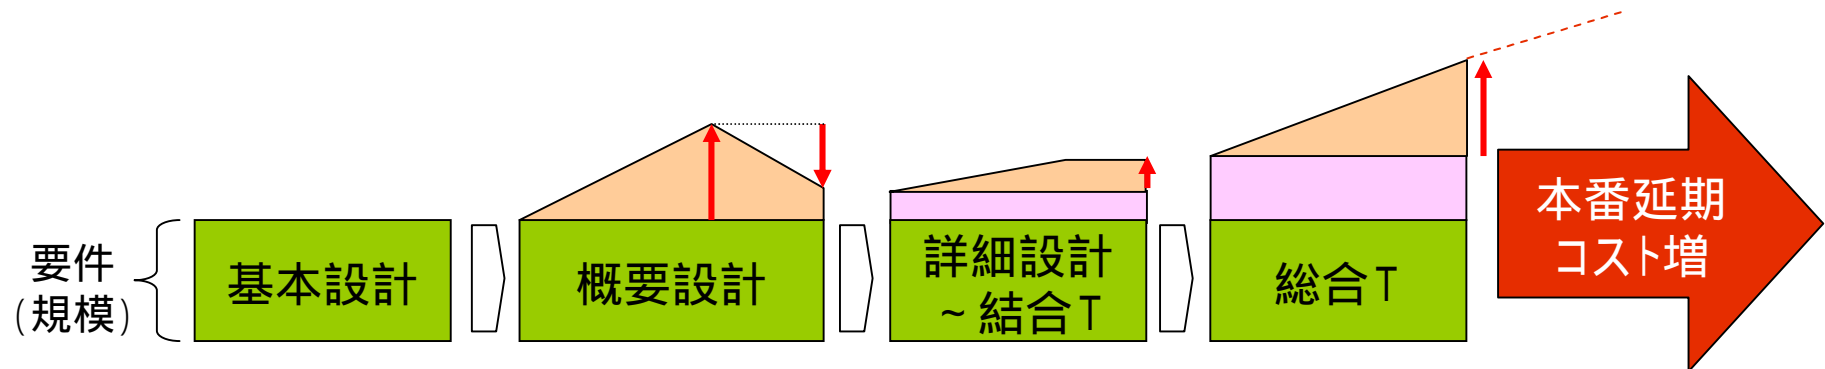 要件
(規模)
基本設計
概要設計
詳細設計
~結合T
総合T
本番延期
コスト増